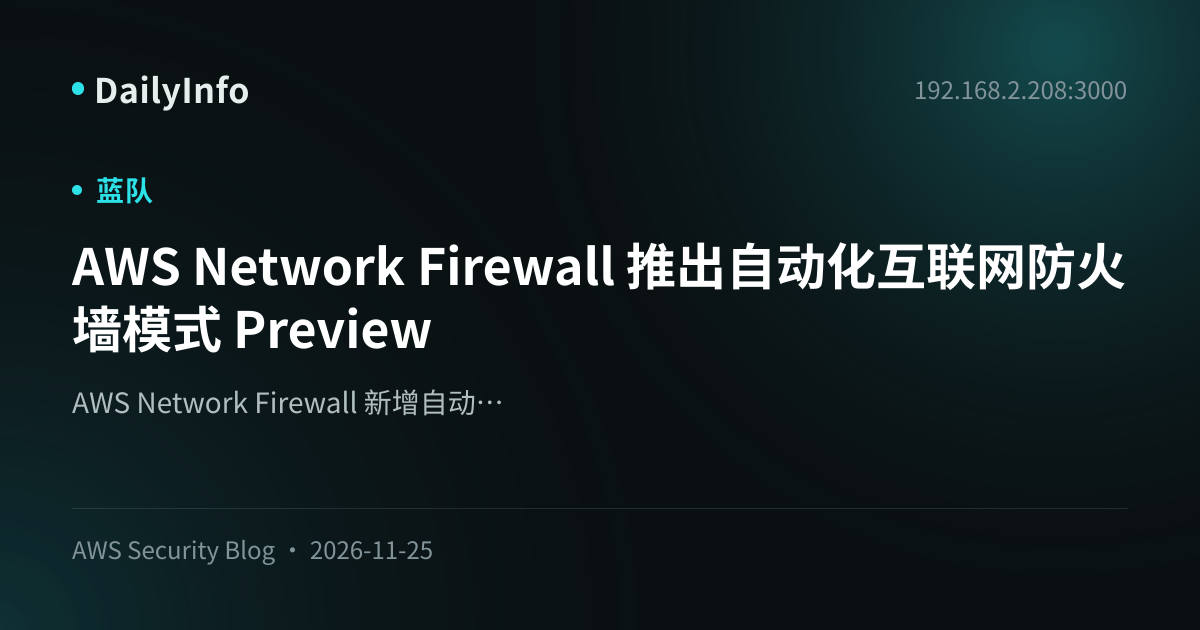 DailyInfo
192.168.2.208:3000
蓝队
AWS Network Firewall 推出自动化互联网防火
墙模式 Preview
AWS Network Firewall 新增自动…
AWS Security Blog · 2026-11-25